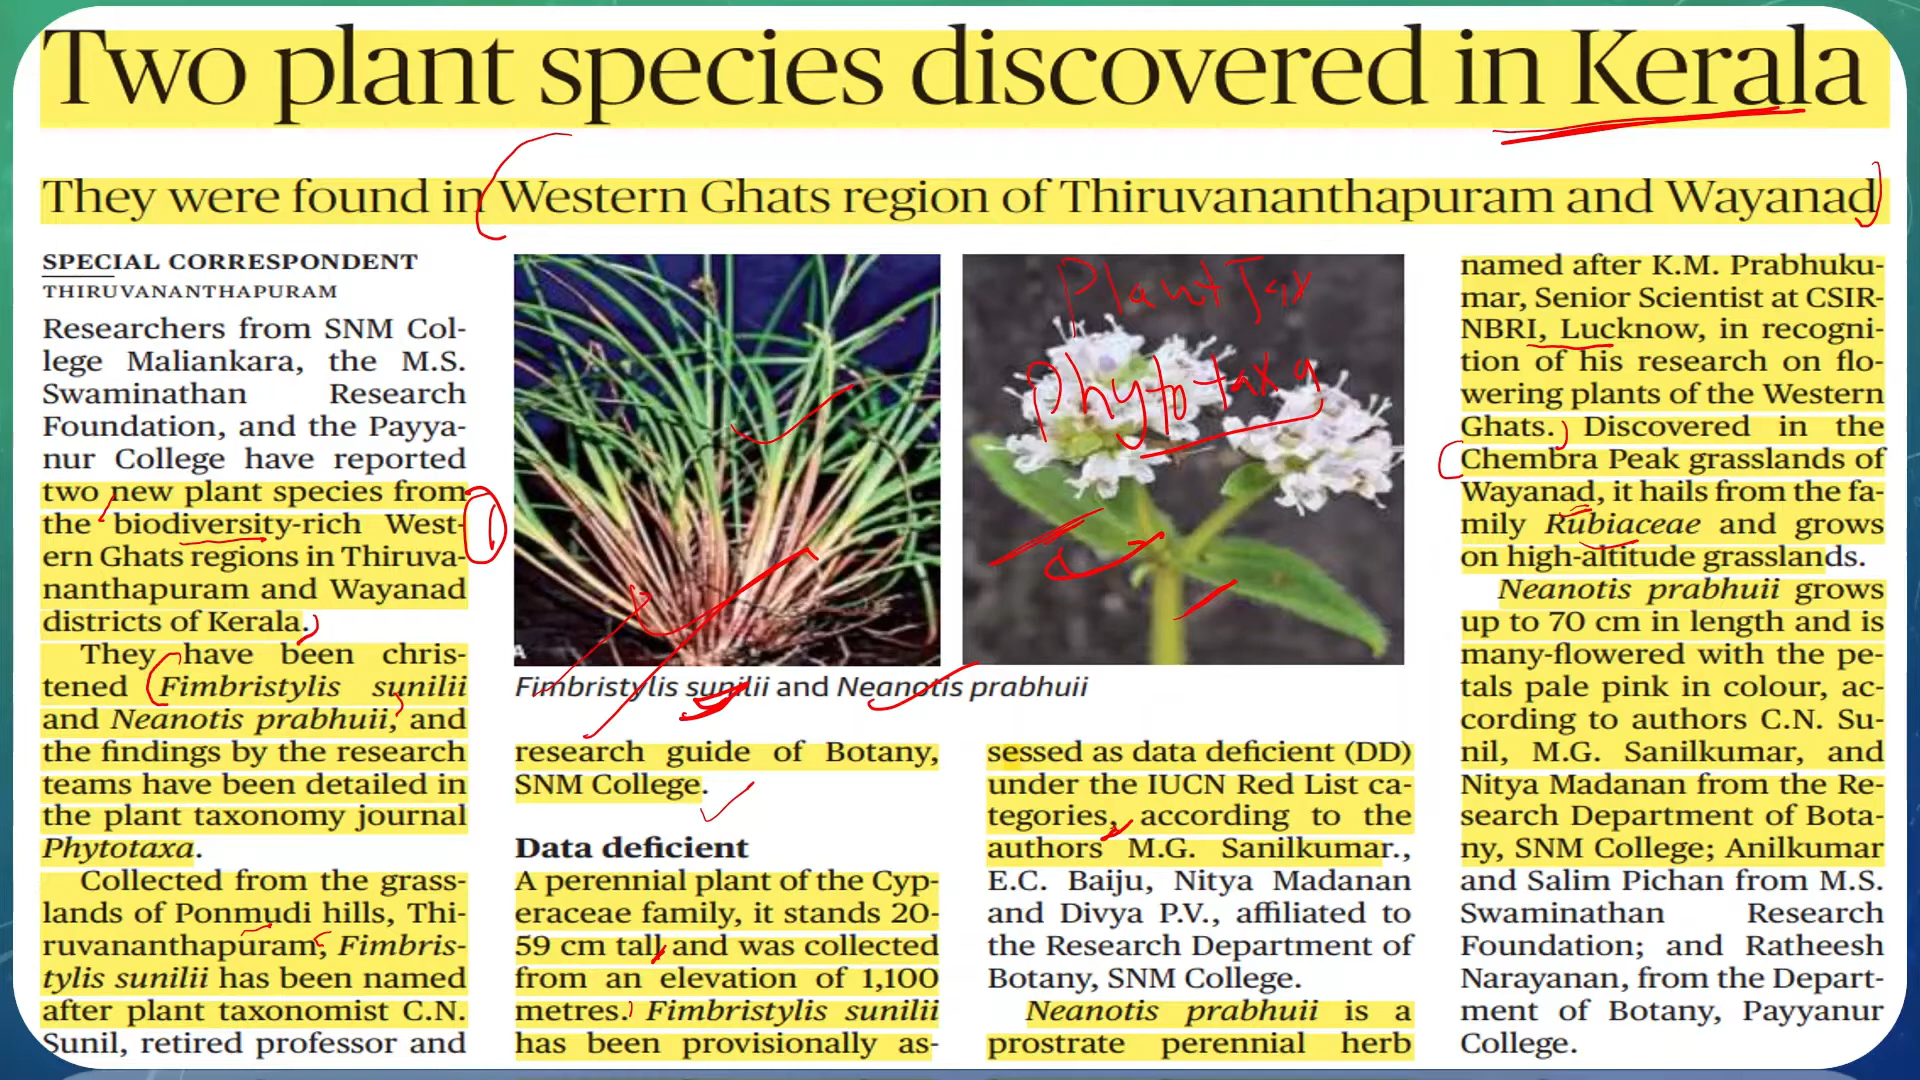 Two plant species discovered in Kerala
They were found in Western Ghats region of Thiruvananthapuram and Wayanad
SPECIAL CORRESPONDENT
THIRUVANANTHAPURAM
Researchers from SNM Col-
lege Maliankara, the M.S.
Swaminathan Research
Foundation, and the Payya-
nur College have reported
two new plant species from
the biodiversity-rich West-
ern Ghats regions in Thiruva-
nanthapuram and Wayanad
districts of Kerala.
They have been chris-
tened Fimbristylis sunilii
and Neanotis prabhuii, and
the findings by the research
teams have been detailed in
the plant taxonomy journal
Phytotaxa.
Collected from the grass-
lands of Ponmudi hills, Thi-
ruvananthapuram, Fimbris-
tylis sunilii has been named
after plant taxonomist C.N.
Sunil, retired professor and
A
Plant Tax
Phytotaxa
Fimbristylis sunilii and Neanotis prabhuii
research guide of Botany,
SNM College.
Data deficient
A perennial plant of the Cyp-
eraceae family, it stands 20-
59 cm tall and was collected
from an elevation of 1,100
metres. Fimbristylis sunilii
has been provisionally as-
sessed as data deficient (DD)
under the IUCN Red List ca-
tegories, according to the
authors M.G. Sanilkumar.,
E.C. Baiju, Nitya Madanan
and Divya P.V., affiliated to
the Research Department of
Botany, SNM College.
Neanotis prabhuii is a
prostrate perennial herb
named after K.M. Prabhuku-
mar, Senior Scientist at CSIR-
NBRI, Lucknow, in recogni-
tion of his research on flo-
wering plants of the Western
Ghats. Discovered in the
Chembra Peak grasslands of
Wayanad, it hails from the fa-
mily Rubiaceae and grows
on high-altitude grasslands.
Neanotis prabhuii grows
up to 70 cm in length and is
many-flowered with the pe-
tals pale pink in colour, ac-
cording to authors C.N. Su-
nil, M.G. Sanilkumar, and
Nitya Madanan from the Re-
search Department of Bota-
ny, SNM College; Anilkumar
and Salim Pichan from M.S.
Swaminathan Research
Foundation; and Ratheesh
Narayanan, from the Depart-
ment of Botany, Payyanur
College.